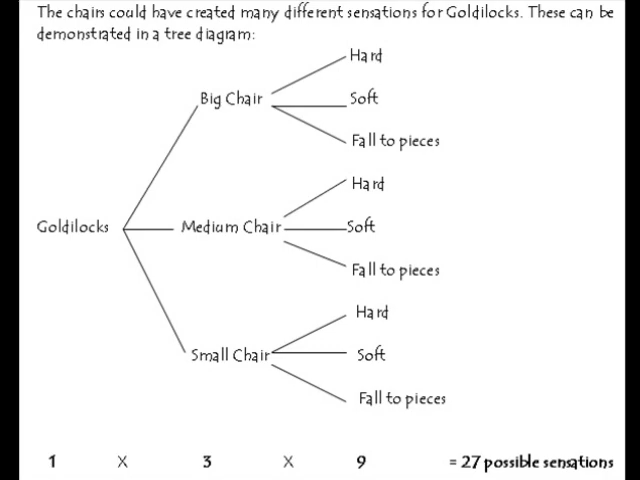 The chairs could have created many different sensations for Goldilocks. These can be
demonstrated in a tree diagram:
Hard
Big Chair
Soft
Fall to pieces
Hard
Goldilocks
Medium Chair
Soft
Fall to pieces
Hard
Small Chair
Soft
Fall to pieces
1 X 3 X 9 = 27 possible sensations